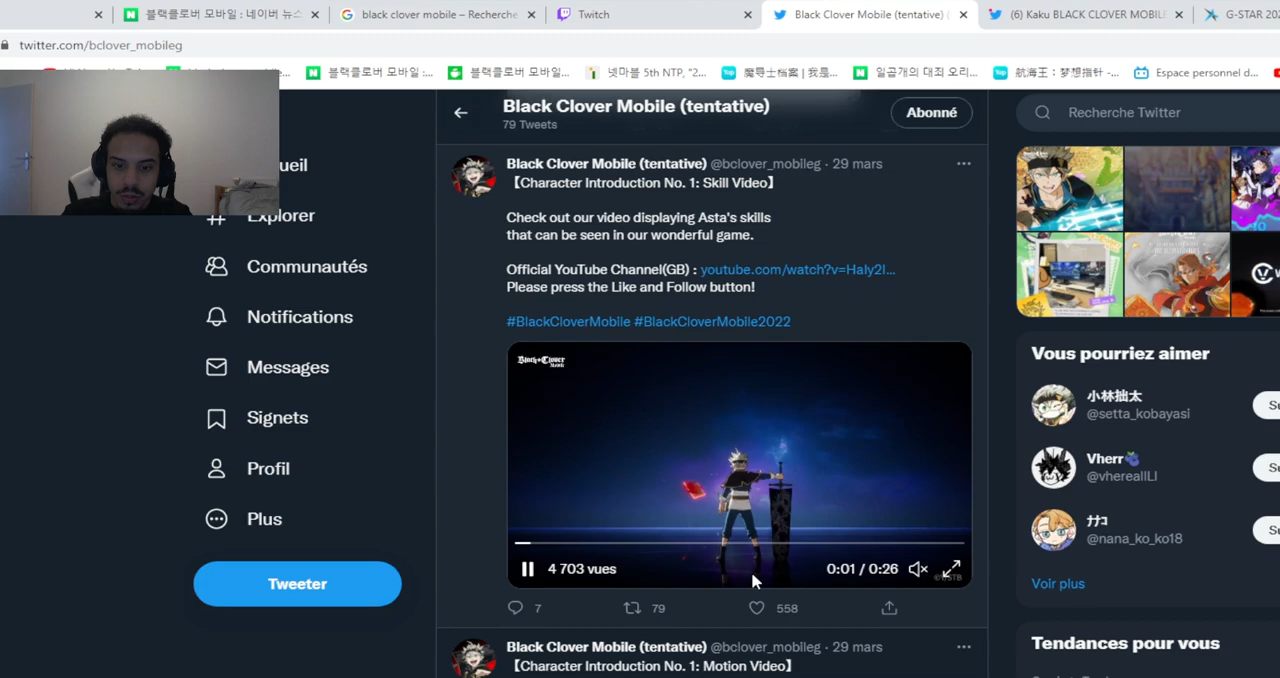 블랙클로버 모바일 : 네이버 뉴스
black clover mobile – Recherche
Twitch
Black Clover Mobile (tentative) (
(6) Kaku BLACK CLOVER MOBILE
G-STAR 202
twitter.com/bclover_mobileg
블랙클로버 모바일 :...
블랙클로버 모바일...
넷마블 5th NTP, "2...
魔导士档案 | 我是...
일곱개의 대죄 오리...
航海王：梦想指针 -...
Espace personnel d...
Black Clover Mobile (tentative)
79 Tweets
Abonné
Recherche Twitter
Explorer
Communautés
Notifications
Messages
Signets
Profil
Plus
Tweeter
Black Clover Mobile (tentative) @bclover_mobileg · 29 mars
【Character Introduction No. 1: Skill Video】
Check out our video displaying Asta's skills
that can be seen in our wonderful game.
Official YouTube Channel(GB) : youtube.com/watch?v=HaIy2I...
Please press the Like and Follow button!
#BlackCloverMobile #BlackCloverMobile2022
Black Clover
4 703 vues
0:01 / 0:26
7
79
558
Black Clover Mobile (tentative) @bclover_mobileg · 29 mars
【Character Introduction No. 1: Motion Video】
Vous pourriez aimer
小林拙太
@setta_kobayasi
Su
Vherr
@vherealILI
Su
ﾅﾅｺ
@nana_ko_ko18
Su
Voir plus
Tendances pour vous